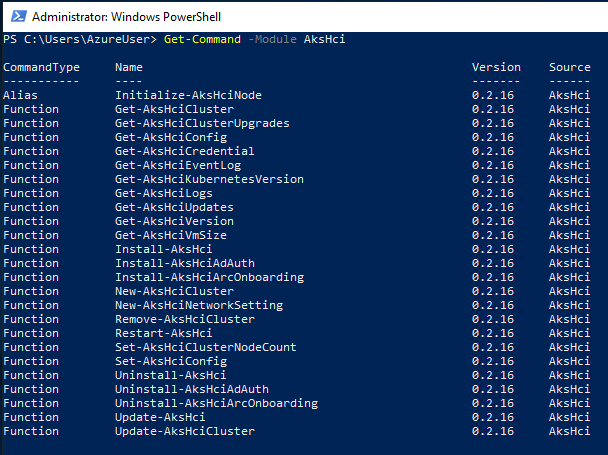 Administrator: Windows PowerShell
PS C:\Users\AzureUser> Get-Command -Module AksHci
CommandType Name Version Source
----------- ---- ------- ------
Alias Initialize-AksHciNode 0.2.16 AksHci
Function Get-AksHciCluster 0.2.16 AksHci
Function Get-AksHciClusterUpgrades 0.2.16 AksHci
Function Get-AksHciConfig 0.2.16 AksHci
Function Get-AksHciCredential 0.2.16 AksHci
Function Get-AksHciEventLog 0.2.16 AksHci
Function Get-AksHciKubernetesVersion 0.2.16 AksHci
Function Get-AksHciLogs 0.2.16 AksHci
Function Get-AksHciUpdates 0.2.16 AksHci
Function Get-AksHciVersion 0.2.16 AksHci
Function Get-AksHciVmSize 0.2.16 AksHci
Function Install-AksHci 0.2.16 AksHci
Function Install-AksHciAdAuth 0.2.16 AksHci
Function Install-AksHciArcOnboarding 0.2.16 AksHci
Function New-AksHciCluster 0.2.16 AksHci
Function New-AksHciNetworkSetting 0.2.16 AksHci
Function Remove-AksHciCluster 0.2.16 AksHci
Function Restart-AksHci 0.2.16 AksHci
Function Set-AksHciClusterNodeCount 0.2.16 AksHci
Function Set-AksHciConfig 0.2.16 AksHci
Function Uninstall-AksHci 0.2.16 AksHci
Function Uninstall-AksHciAdAuth 0.2.16 AksHci
Function Uninstall-AksHciArcOnboarding 0.2.16 AksHci
Function Update-AksHci 0.2.16 AksHci
Function Update-AksHciCluster 0.2.16 AksHci